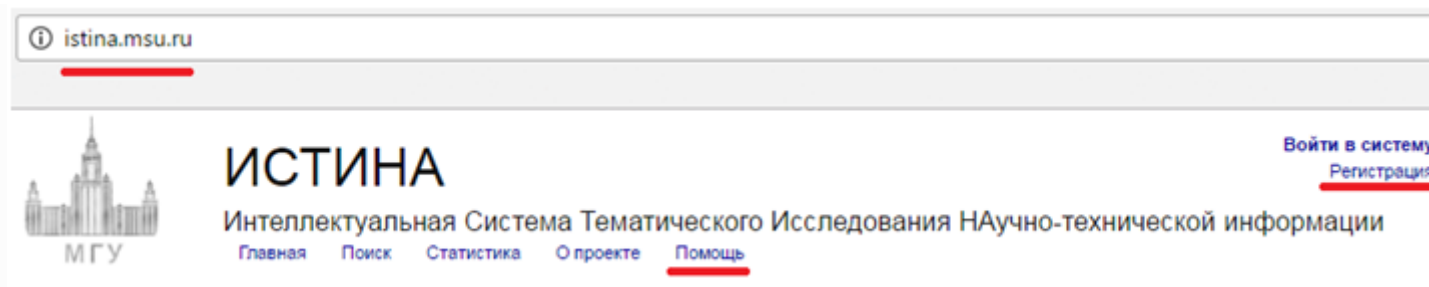 istina.msu.ru
ИСТИНА
Войти в систему
Регистрация
Интеллектуальная Система Тематического Исследования НАучно-технической информации
Главная Поиск Статистика О проекте Помощь
МГУ